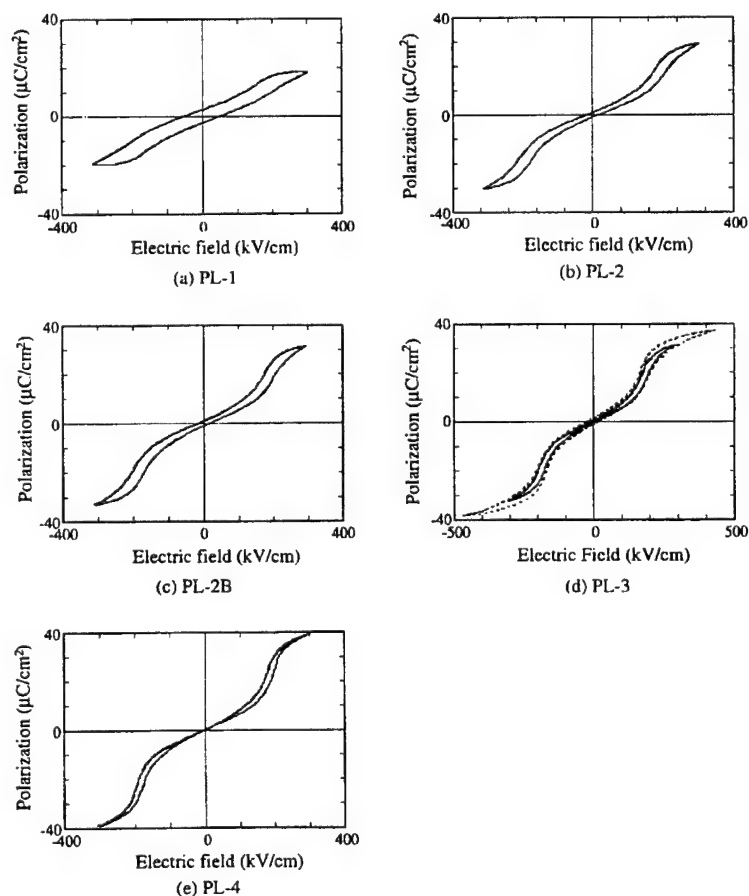 40
0
-40
-400 0 400
Polarization (μC/cm²)
Electric field (kV/cm)
(a) PL-1
40
0
-40
-400 0 400
Polarization (μC/cm²)
Electric field (kV/cm)
(b) PL-2
40
0
-40
-400 0 400
Polarization (μC/cm²)
Electric field (kV/cm)
(c) PL-2B
40
0
-40
-500 0 500
Polarization (μC/cm²)
Electric Field (kV/cm)
(d) PL-3
40
0
-40
-400 0 400
Polarization (μC/cm²)
Electric field (kV/cm)
(e) PL-4